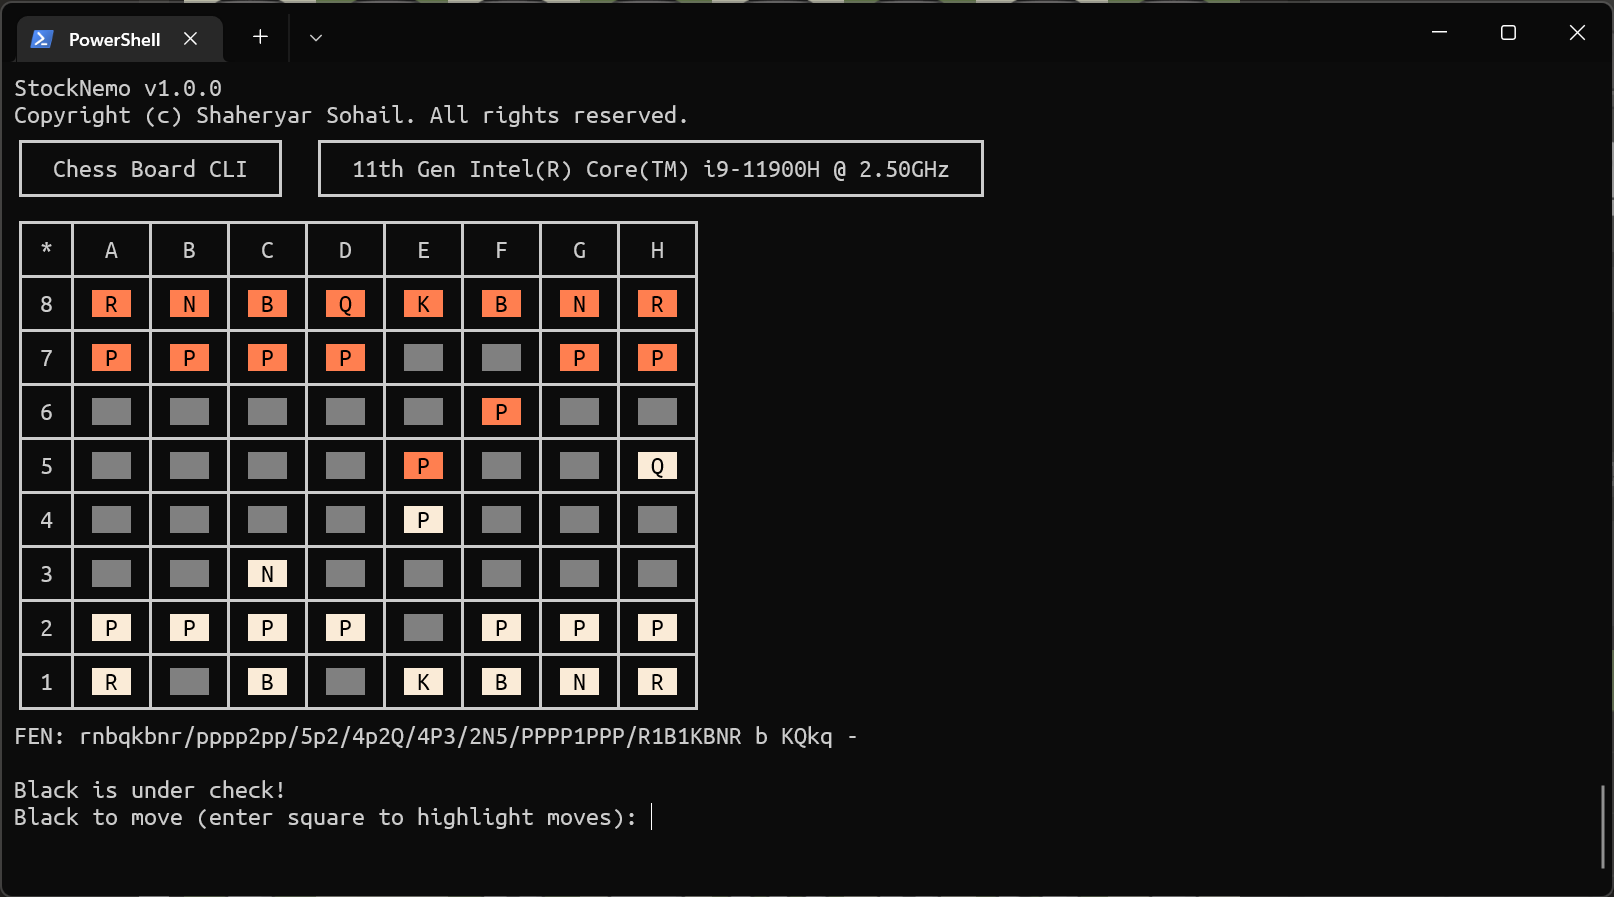 PowerShell
StockNemo v1.0.0
Copyright (c) Shaheryar Sohail. All rights reserved.
Chess Board CLI
11th Gen Intel(R) Core(TM) i9-11900H @ 2.50GHz
* A B C D E F G H
8 R N B Q K B N R
7 P P P P P P
6 P
5 P Q
4 P
3 N
2 P P P P P P P
1 R B K B N R
FEN: rnbqkbnr/pppp2pp/5p2/4p2Q/4P3/2N5/PPPP1PPP/R1B1KBNR b KQkq -
Black is under check!
Black to move (enter square to highlight moves):